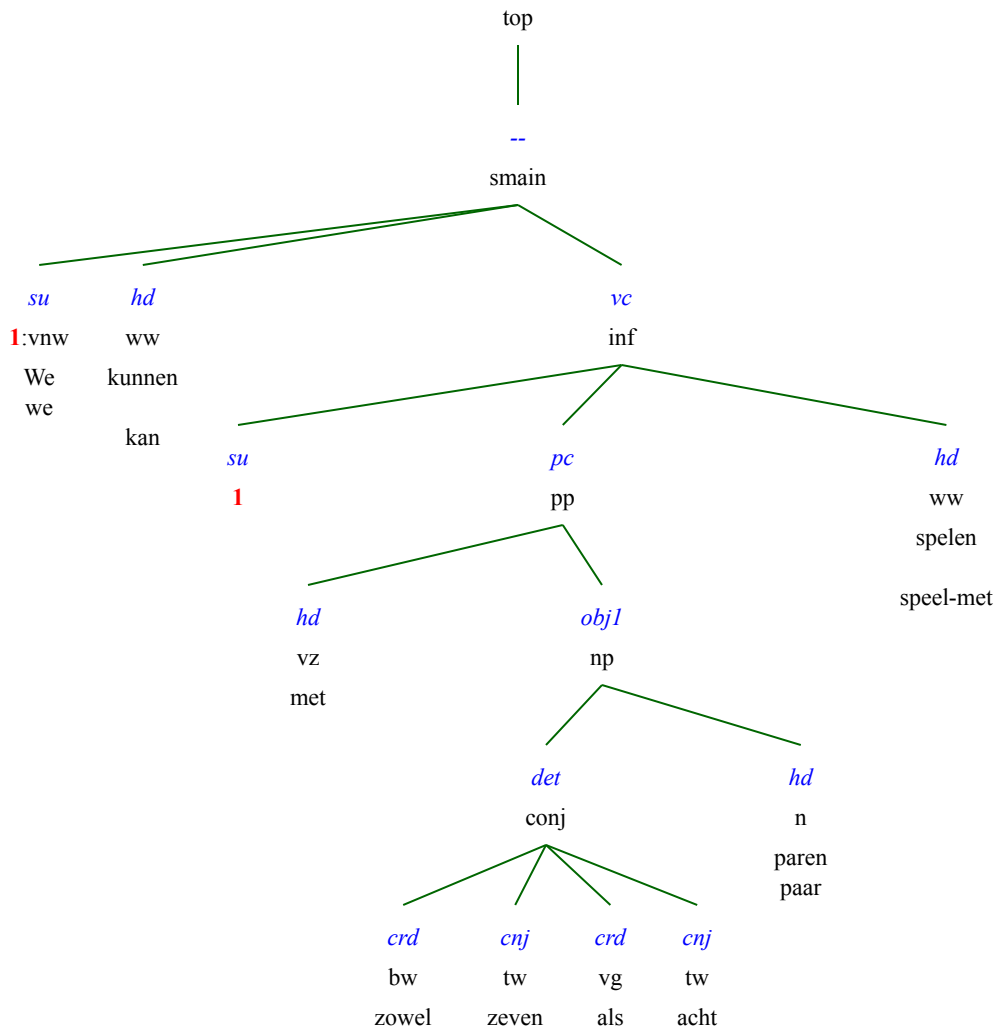 top
--
smain
su hd vc
1:vnw ww inf
We kunnen
we
kan
su pc hd
1 pp ww
spelen
speel-met
hd obj1
vz np
met
det hd
conj n
paren
paar
crd cnj crd cnj
bw tw vg tw
zowel zeven als acht